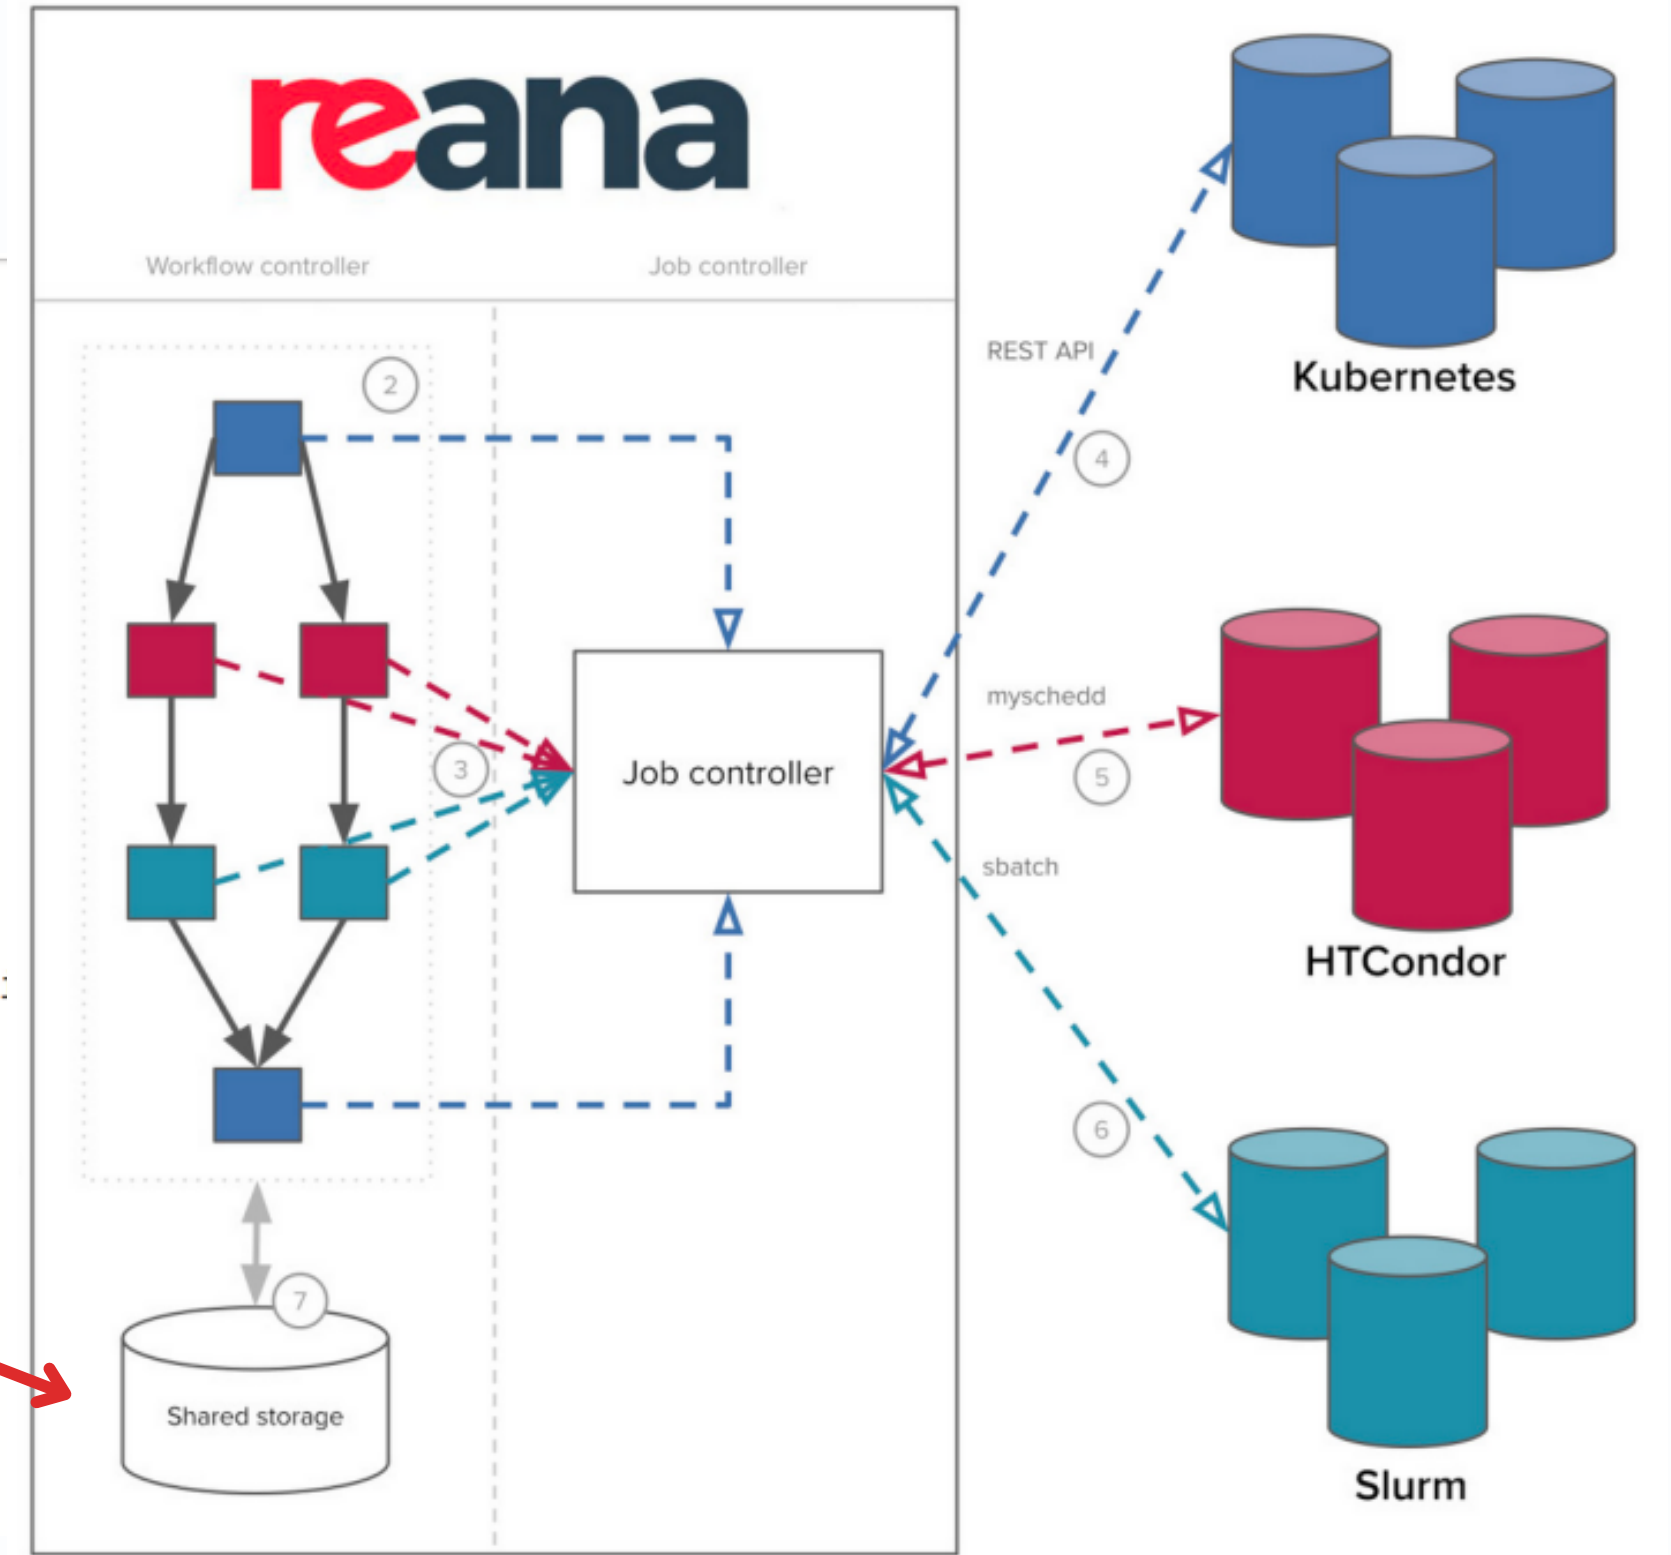 reana
Workflow controller
Job controller
2
REST API
Kubernetes
4
myschedd
3
Job controller
5
sbatch
HTCondor
6
7
Shared storage
Slurm